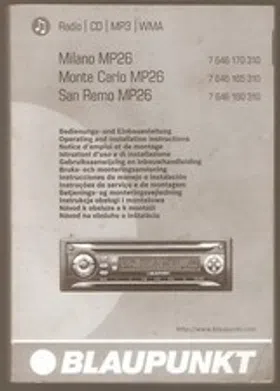 Radio | CD | MP3 | WMA
Milano MP26 7 646 170 310
Monte Carlo MP26 7 646 165 310
San Remo MP26 7 646 160 310
Bedienungs- und Einbauanleitung
Operating and installation instructions
Notice d'emploi et de montage
Istruzioni d'uso e di installazione
Gebruiksaanwijzing en inbouwhandleiding
Bruks- och monteringsanvisning
Instrucciones de manejo e instalación
Instruções de serviço e de montagem
Betjenings- og monteringsvejledning
Instrukcja obsługi i montażowa
Návod k obsluze a k montáži
Návod na obsluhu a inštaláciu
BLAUPUNKT
http://www.blaupunkt.com
BLAUPUNKT